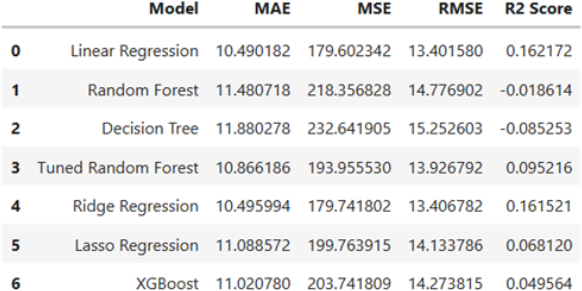 Model MAE MSE RMSE R2 Score
0 Linear Regression 10.490182 179.602342 13.401580 0.162172
1 Random Forest 11.480718 218.356828 14.776902 -0.018614
2 Decision Tree 11.880278 232.641905 15.252603 -0.085253
3 Tuned Random Forest 10.866186 193.955530 13.926792 0.095216
4 Ridge Regression 10.495994 179.741802 13.406782 0.161521
5 Lasso Regression 11.088572 199.763915 14.133786 0.068120
6 XGBoost 11.020780 203.741809 14.273815 0.049564